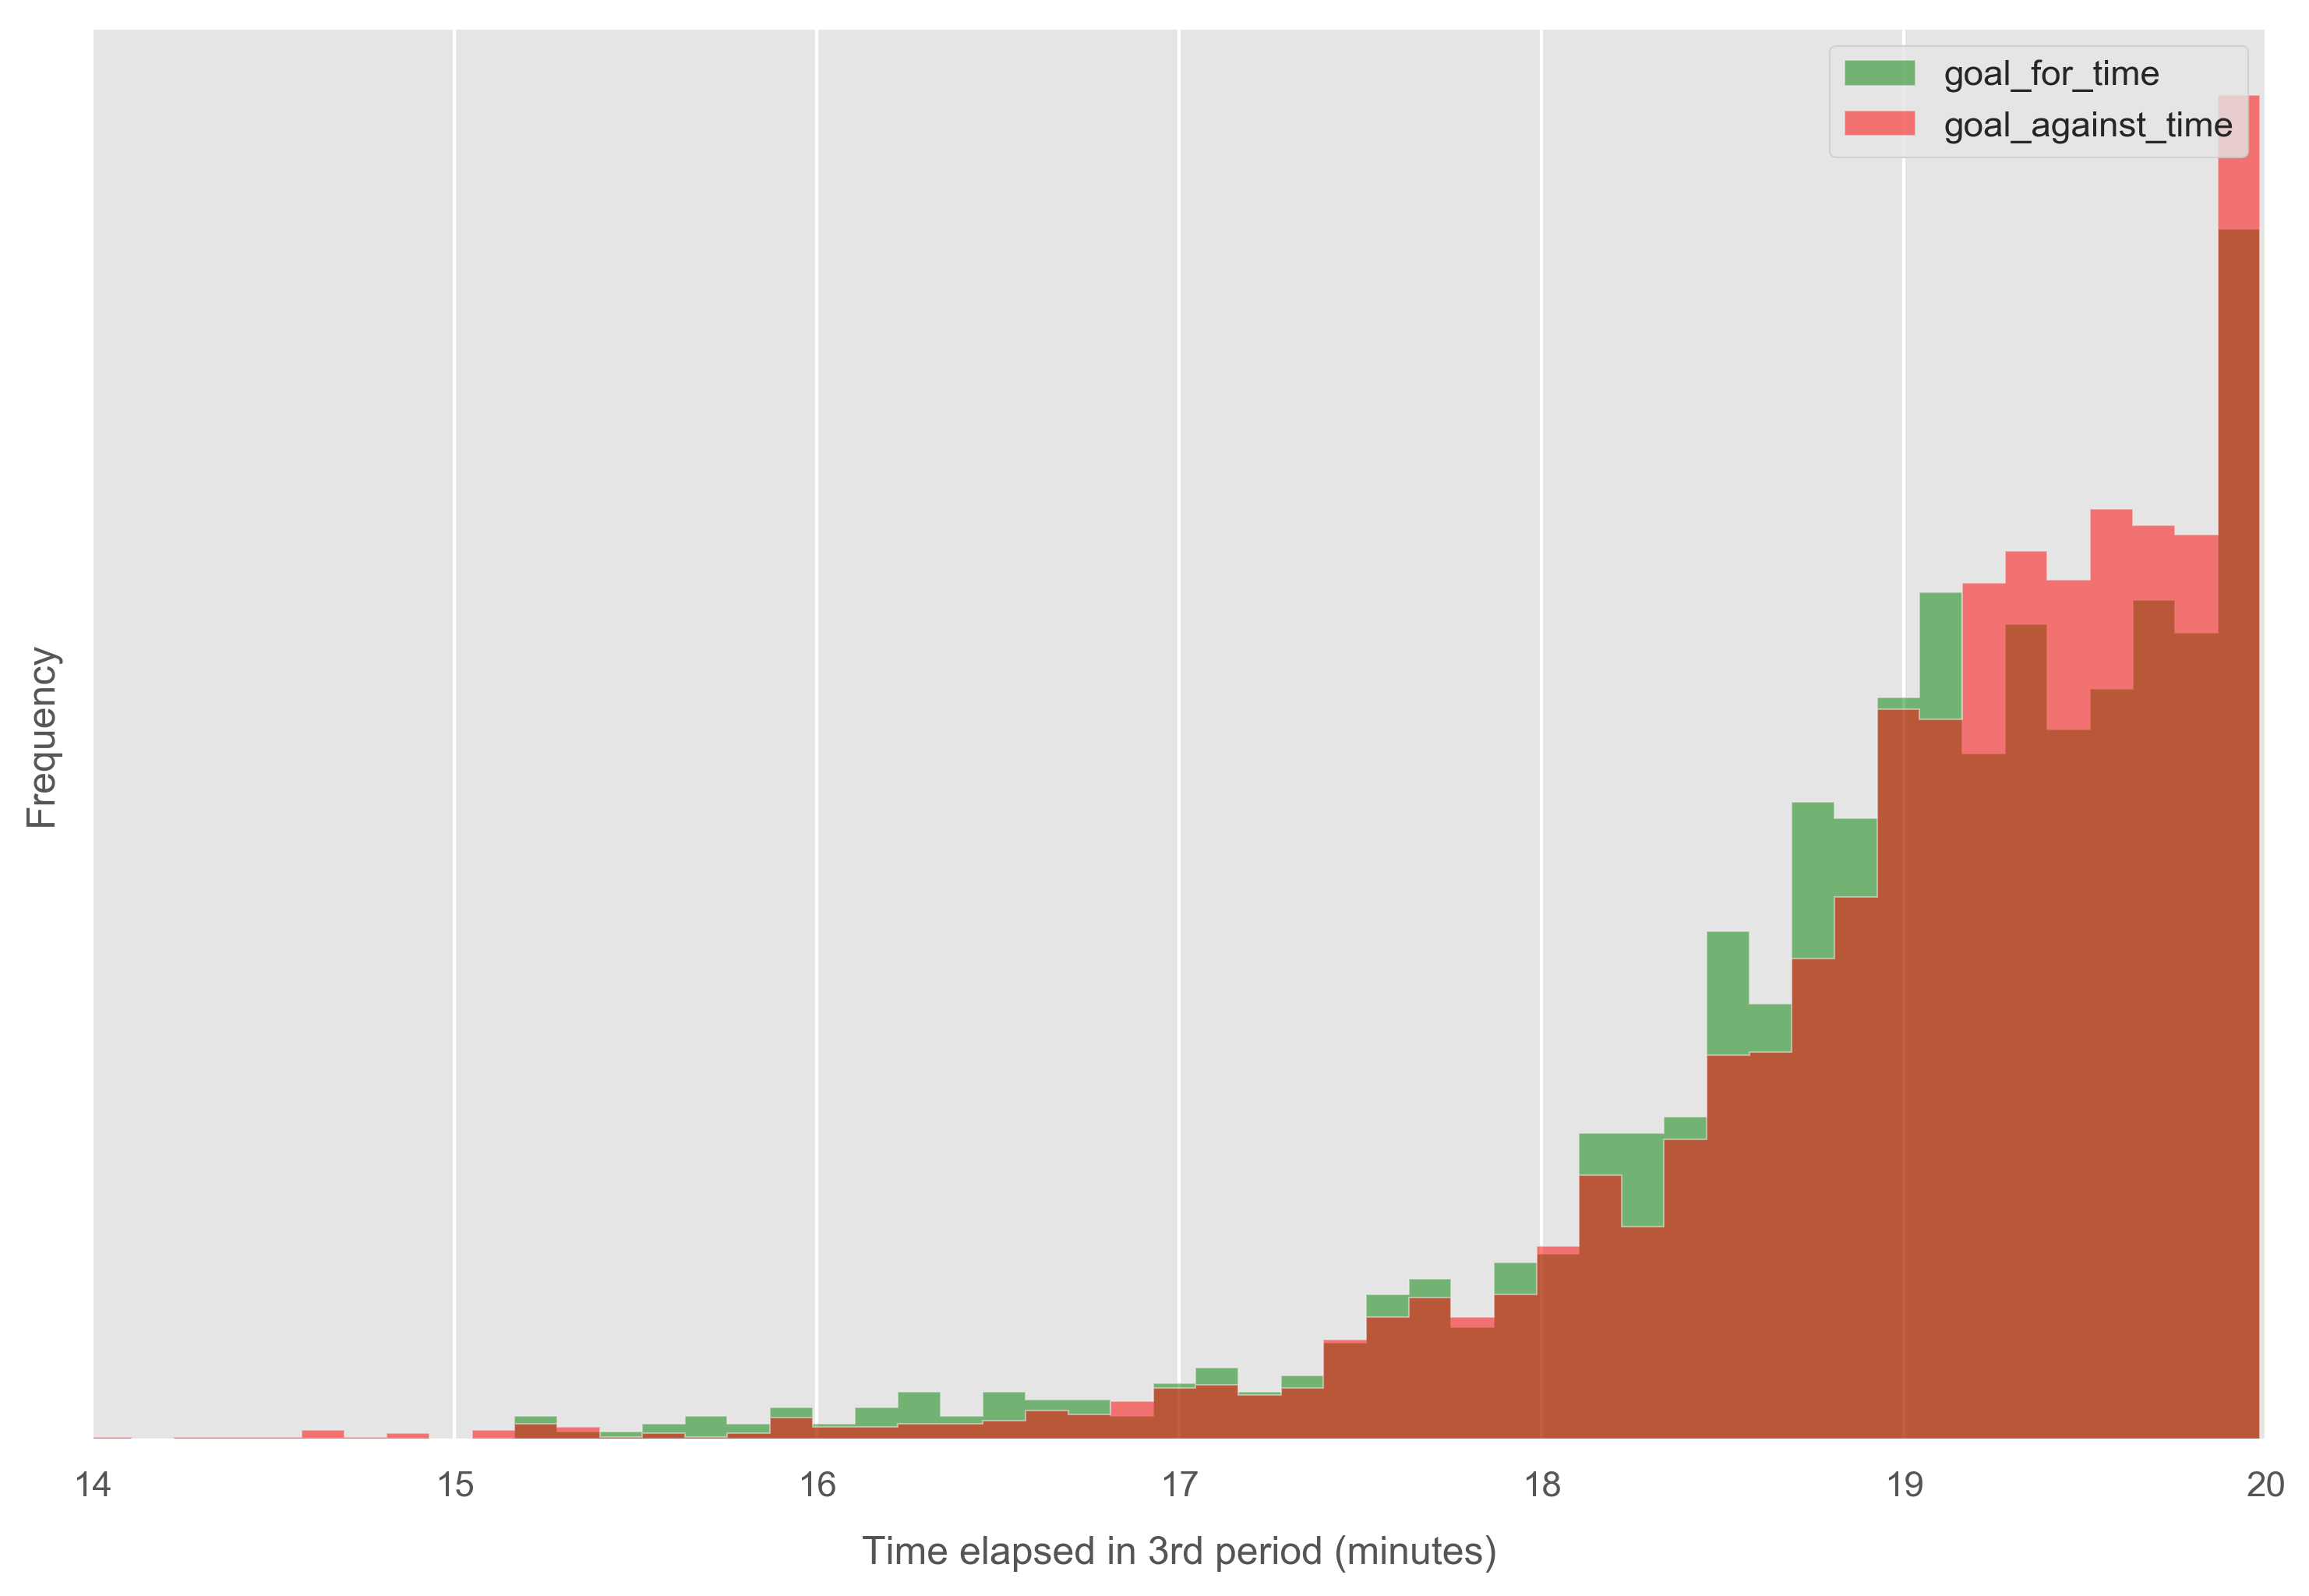 goal_for_time
goal_against_time
Frequency
14 15 16 17 18 19 20
Time elapsed in 3rd period (minutes)